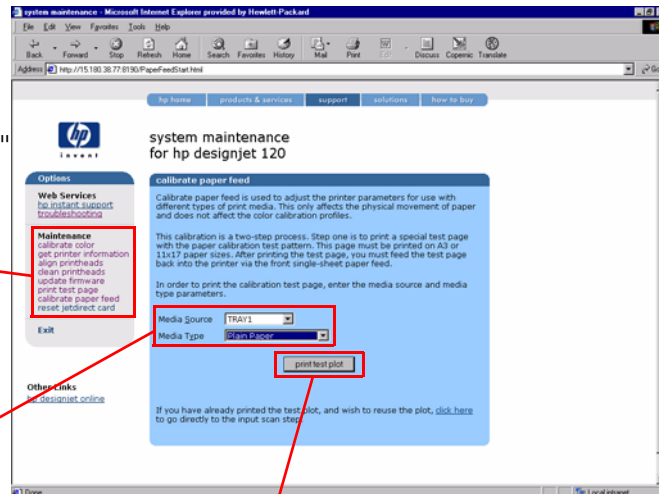 system maintenance - Microsoft Internet Explorer provided by Hewlett-Packard
File Edit View Favorites Tools Help
Back Forward Stop Refresh Home Search Favorites History Mail Print Edit Discuss Copernic Translate
Address http://15.180.38.77:8190/PaperFeedStart.html Go
hp home products & services support solutions how to buy
hp
invent
system maintenance
for hp designjet 120
Options
Web Services
hp instant support
troubleshooting
Maintenance
calibrate color
get printer information
align printheads
clean printheads
update firmware
print test page
calibrate paper feed
reset jetdirect card
Exit
Other Links
hp designjet online
calibrate paper feed
Calibrate paper feed is used to adjust the printer parameters for use with
different types of print media. This only affects the physical movement of paper
and does not affect the color calibration profiles.
This calibration is a two-step process. Step one is to print a special test page
with the paper calibration test pattern. This page must be printed on A3 or
11x17 paper sizes. After printing the test page, you must feed the test page
back into the printer via the front single-sheet paper feed.
In order to print the calibration test page, enter the media source and media
type parameters.
Media Source TRAY1
Media Type Plain Paper
print test plot
If you have already printed the test plot, and wish to reuse the plot, click here
to go directly to the input scan step.
Done Local intranet